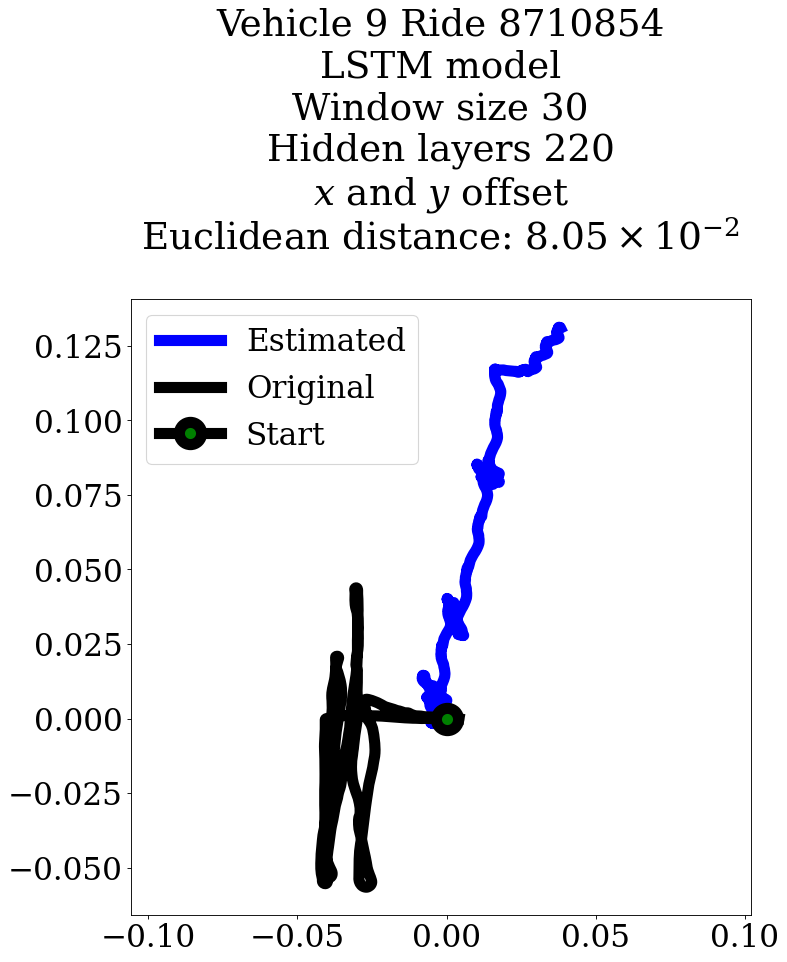 Vehicle 9 Ride 8710854
LSTM model
Window size 30
Hidden layers 220
x and y offset
Euclidean distance: 8.05 × 10⁻²
Estimated
Original
Start
0.125
0.100
0.075
0.050
0.025
0.000
−0.025
−0.050
−0.10
−0.05
0.00
0.05
0.10